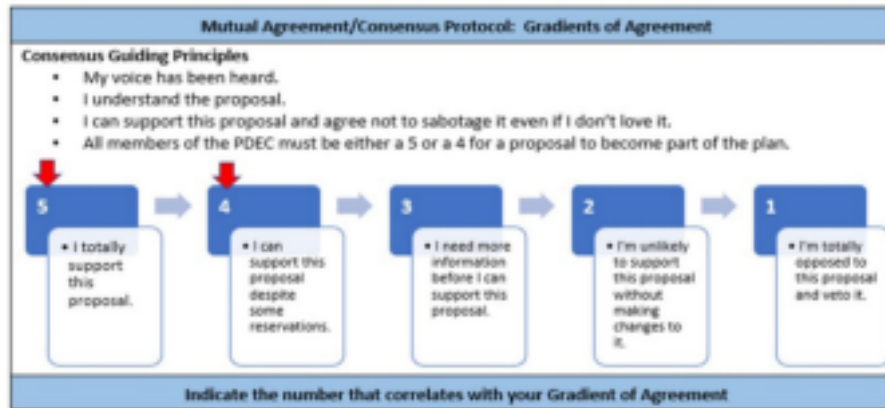 Mutual Agreement/Consensus Protocol: Gradients of Agreement
Consensus Guiding Principles
• My voice has been heard.
• I understand the proposal.
• I can support this proposal and agree not to sabotage it even if I don't love it.
• All members of the PDEC must be either a 5 or a 4 for a proposal to become part of the plan.
5
• I totally
support
this
proposal.
4
• I can
support this
proposal
despite
some
reservations.
3
• I need more
information
before I can
support this
proposal.
2
• I'm unlikely
to support
this proposal
without
making
changes to
it.
1
• I'm totally
opposed to
this proposal
and veto it.
Indicate the number that correlates with your Gradient of Agreement